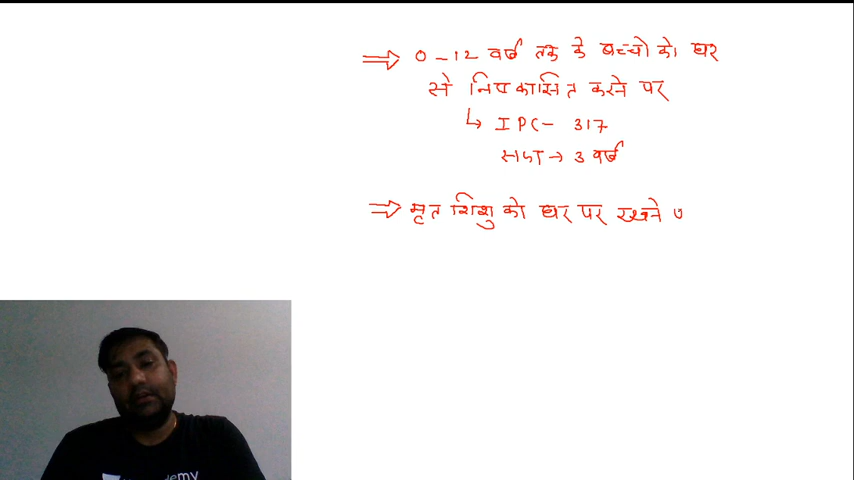 ⇒ 0-12 वर्ष तक के बच्चो को घर
से निष्कासित करने पर
↳ IPC- 317
सजा → 3 वर्ष
⇒ मृत शिशु को घर पर रखने